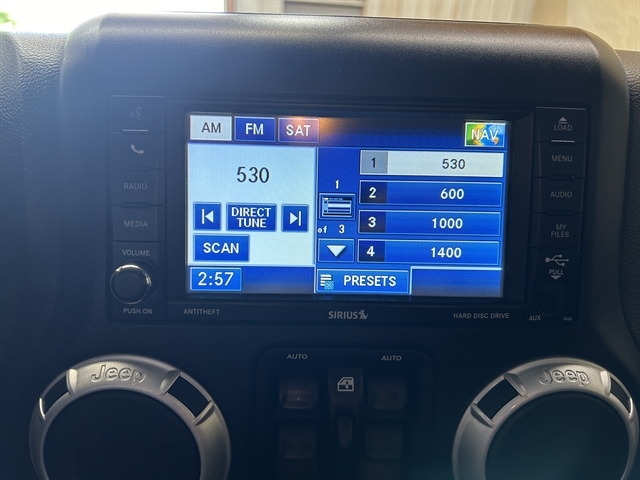 AM FM SAT NAV
530
DIRECT
TUNE
SCAN
2:57
1
of 3
1 530
2 600
3 1000
4 1400
PRESETS
RADIO
MEDIA
VOLUME
PUSH ON
LOAD
MENU
AUDIO
MY
FILES
PULL
AUX
ANTITHEFT
SIRIUS
HARD DISC DRIVE
AUTO AUTO
Jeep Jeep